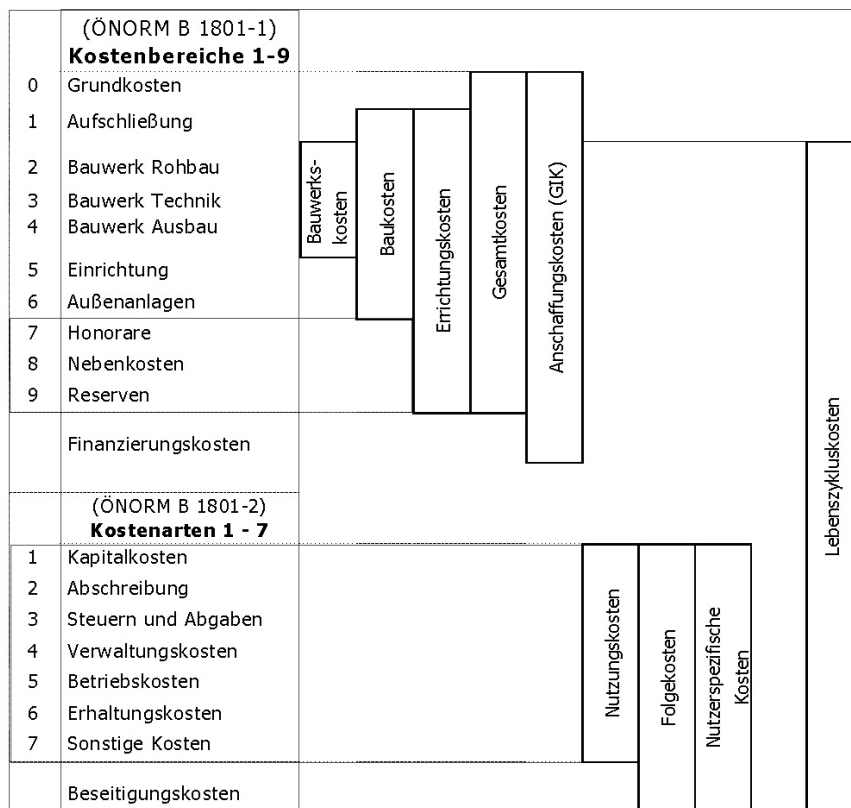 (ÖNORM B 1801-1)
Kostenbereiche 1-9
0 Grundkosten
1 Aufschließung
2 Bauwerk Rohbau
3 Bauwerk Technik
4 Bauwerk Ausbau
5 Einrichtung
6 Außenanlagen
7 Honorare
8 Nebenkosten
9 Reserven
Finanzierungskosten
Bauwerks-
kosten
Baukosten
Errichtungskosten
Gesamtkosten
Anschaffungskosten (GIK)
Lebenszykluskosten
(ÖNORM B 1801-2)
Kostenarten 1 - 7
1 Kapitalkosten
2 Abschreibung
3 Steuern und Abgaben
4 Verwaltungskosten
5 Betriebskosten
6 Erhaltungskosten
7 Sonstige Kosten
Beseitigungskosten
Nutzungskosten
Folgekosten
Nutzerspezifische
Kosten